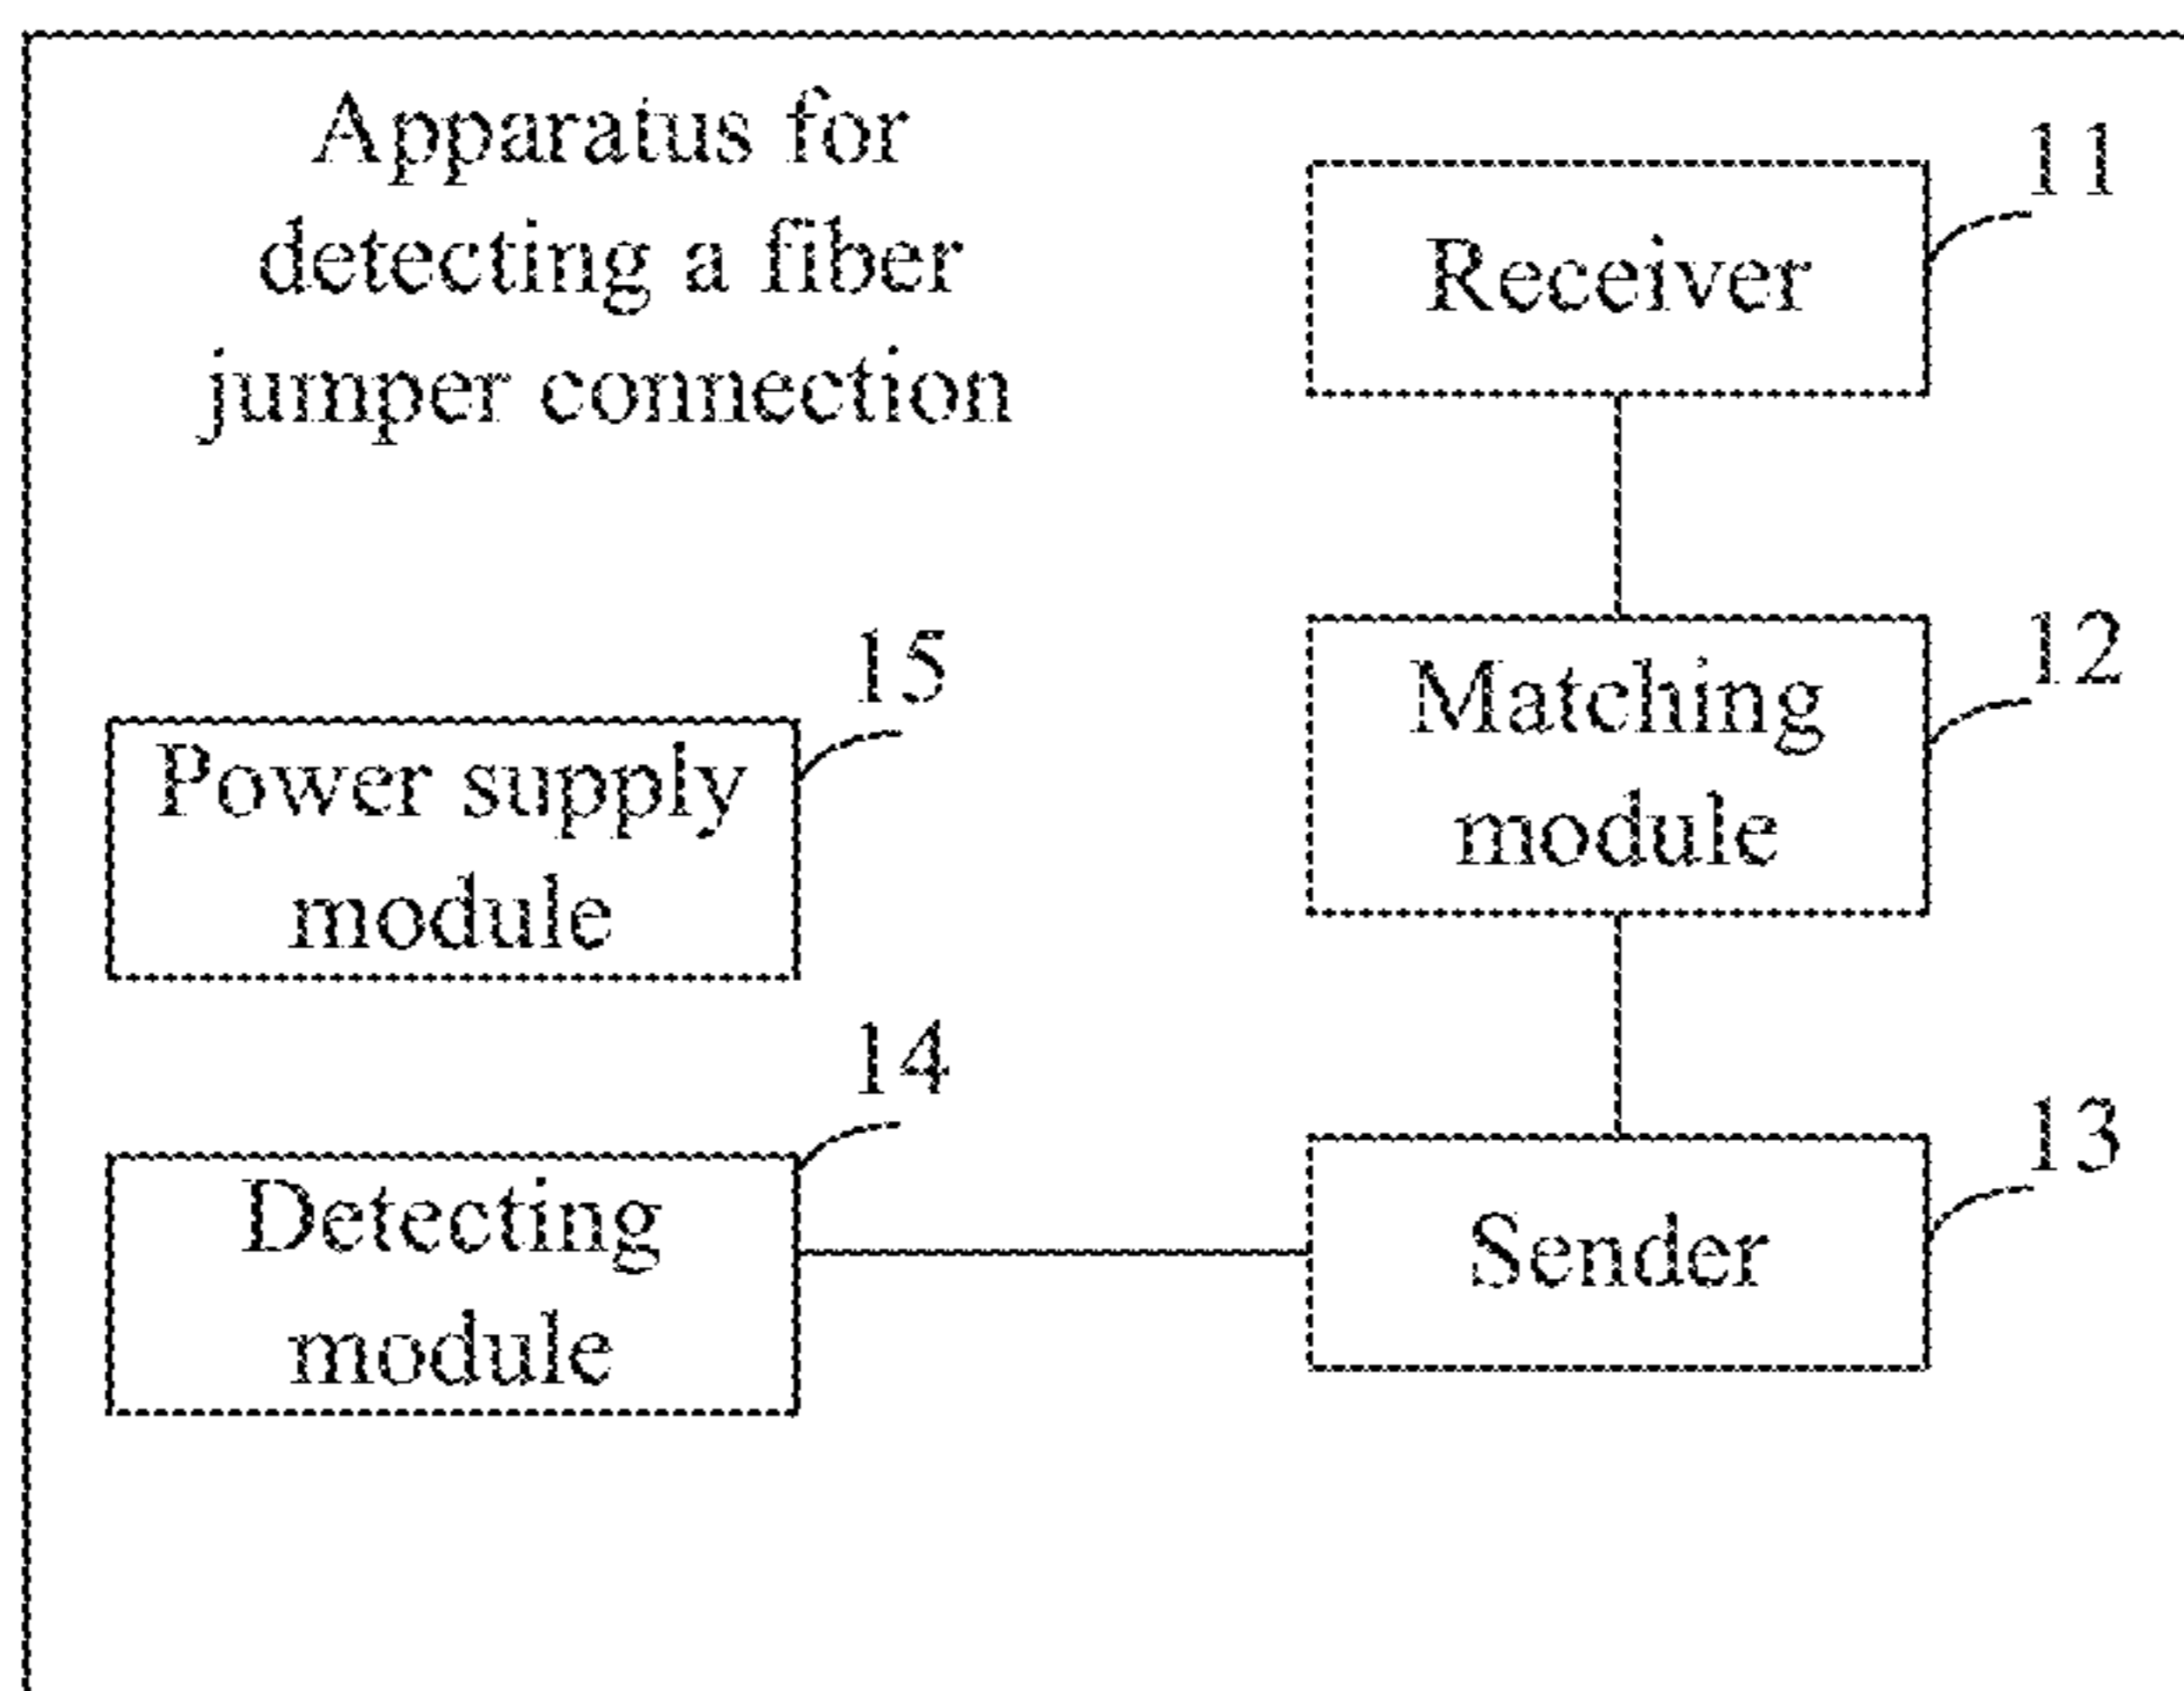 Apparatus for
detecting a fiber
jumper connection
11
Receiver
12
Matching
module
15
Power supply
module
14
Detecting
module
13
Sender